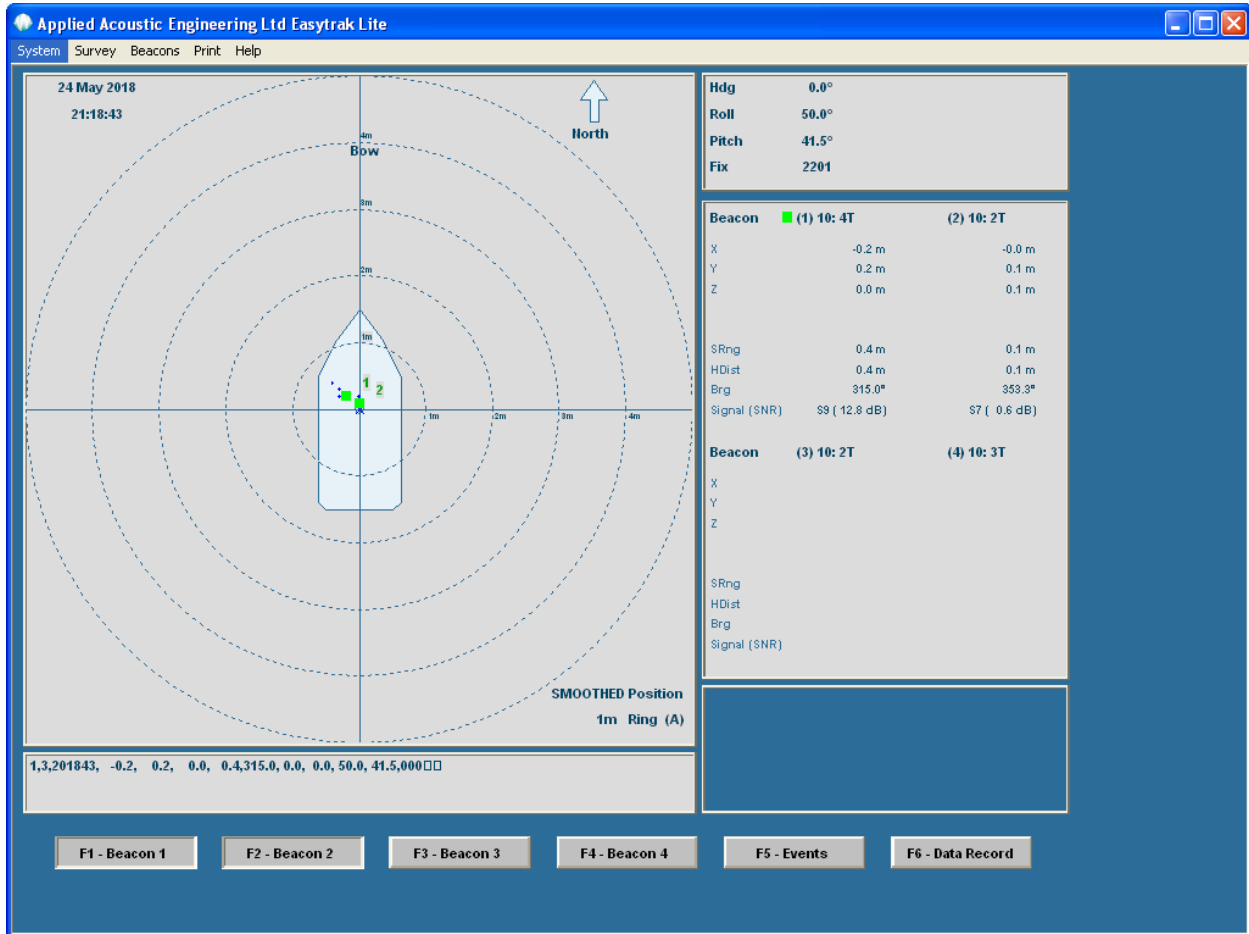 Applied Acoustic Engineering Ltd Easytrak Lite
System Survey Beacons Print Help
24 May 2018
21:18:43
North
4m
Bow
3m
2m
1m
1 2
1m 2m 3m 4m
SMOOTHED Position
1m Ring (A)
Hdg 0.0°
Roll 50.0°
Pitch 41.5°
Fix 2201
Beacon (1) 10: 4T (2) 10: 2T
X -0.2 m -0.0 m
Y 0.2 m 0.1 m
Z 0.0 m 0.1 m
SRng 0.4 m 0.1 m
HDist 0.4 m 0.1 m
Brg 315.0° 353.3°
Signal (SNR) S9 ( 12.8 dB) S7 ( 0.6 dB)
Beacon (3) 10: 2T (4) 10: 3T
X
Y
Z
SRng
HDist
Brg
Signal (SNR)
1,3,201843, -0.2, 0.2, 0.0, 0.4,315.0, 0.0, 0.0, 50.0, 41.5,000□□
F1 - Beacon 1 F2 - Beacon 2 F3 - Beacon 3 F4 - Beacon 4 F5 - Events F6 - Data Record